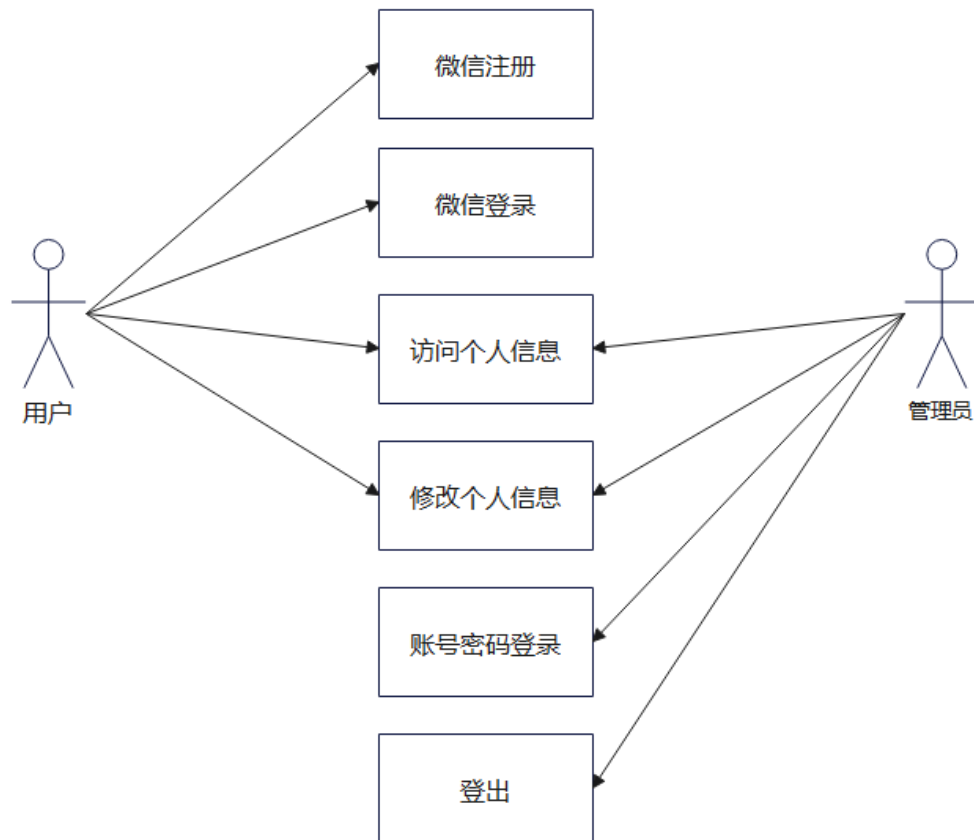 微信注册
微信登录
访问个人信息
用户
管理员
修改个人信息
账号密码登录
登出